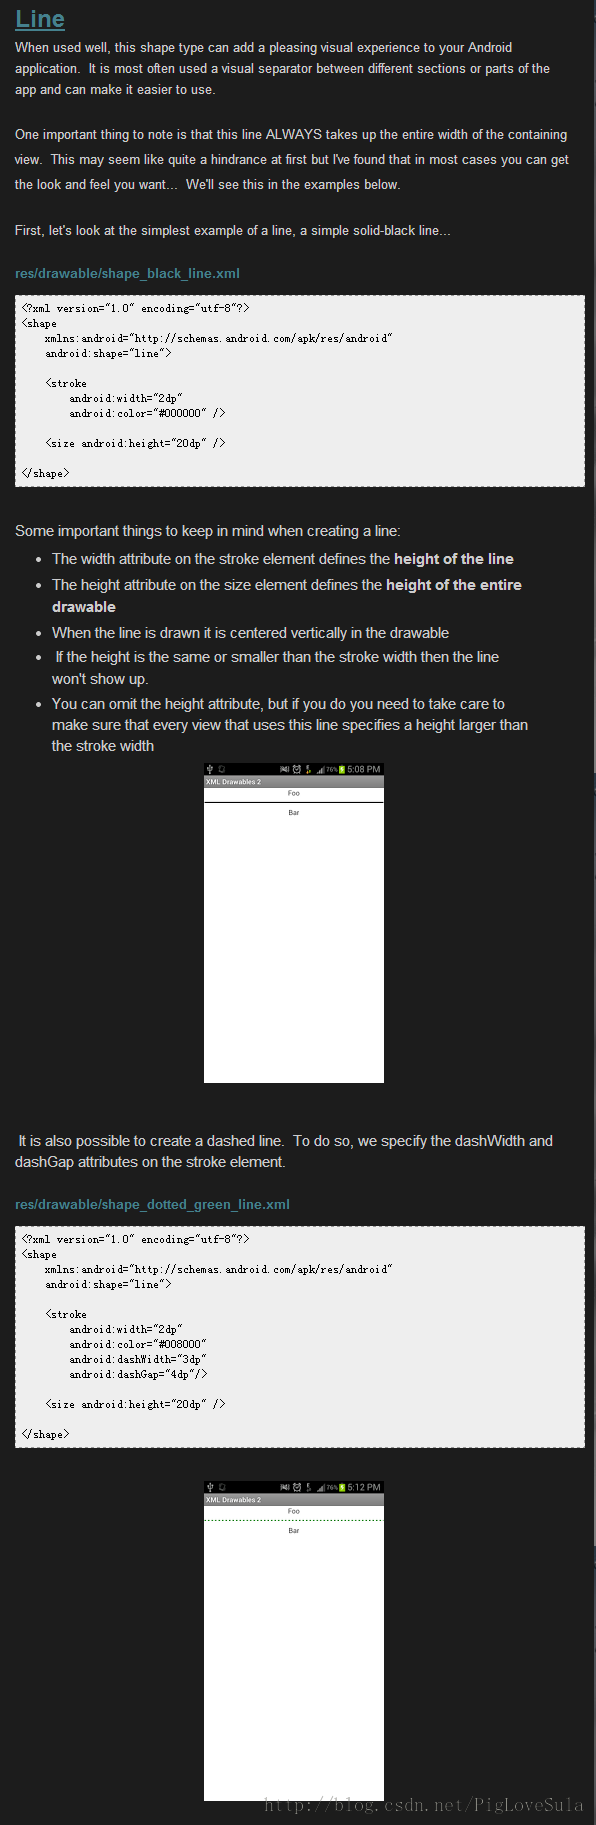 Line
When used well, this shape type can add a pleasing visual experience to your Android
application.  It is most often used a visual separator between different sections or parts of the
app and can make it easier to use.
One important thing to note is that this line ALWAYS takes up the entire width of the containing
view.  This may seem like quite a hindrance at first but I've found that in most cases you can get
the look and feel you want...  We'll see this in the examples below.
First, let's look at the simplest example of a line, a simple solid-black line...
res/drawable/shape_black_line.xml
<?xml version="1.0" encoding="utf-8"?>
<shape
    xmlns:android="http://schemas.android.com/apk/res/android"
    android:shape="line">
    <stroke
        android:width="2dp"
        android:color="#000000" />
    <size android:height="20dp" />
</shape>
Some important things to keep in mind when creating a line:
• The width attribute on the stroke element defines the height of the line
• The height attribute on the size element defines the height of the entire
drawable
• When the line is drawn it is centered vertically in the drawable
• If the height is the same or smaller than the stroke width then the line
won't show up.
• You can omit the height attribute, but if you do you need to take care to
make sure that every view that uses this line specifies a height larger than
the stroke width
76% 5:08 PM
XML Drawables 2
Foo
Bar
It is also possible to create a dashed line.  To do so, we specify the dashWidth and
dashGap attributes on the stroke element.
res/drawable/shape_dotted_green_line.xml
<?xml version="1.0" encoding="utf-8"?>
<shape
    xmlns:android="http://schemas.android.com/apk/res/android"
    android:shape="line">
    <stroke
        android:width="2dp"
        android:color="#008000"
        android:dashWidth="3dp"
        android:dashGap="4dp"/>
    <size android:height="20dp" />
</shape>
76% 5:12 PM
XML Drawables 2
Foo
Bar
http://blog.csdn.net/PigLoveSula